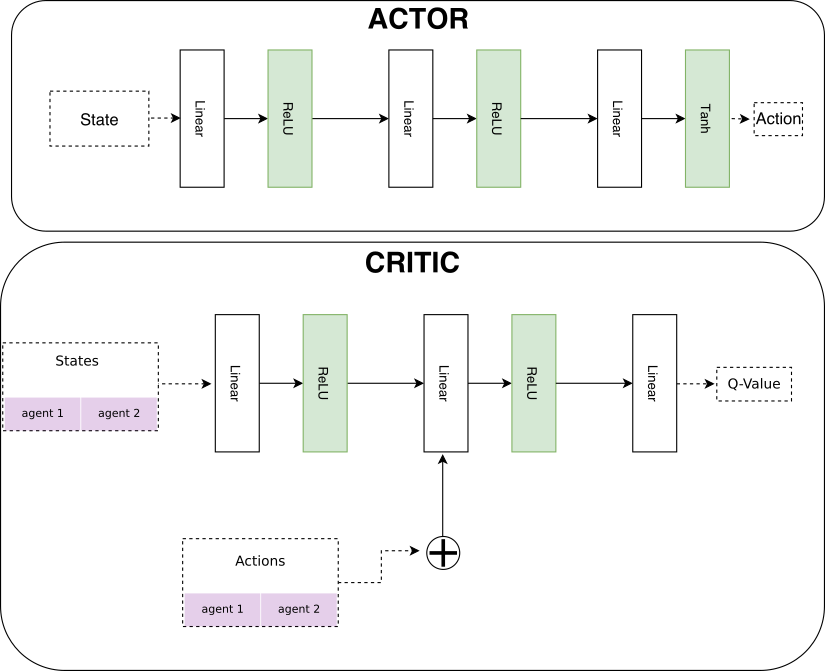 ACTOR
State
Linear
ReLU
Linear
ReLU
Linear
Tanh
Action
CRITIC
States
agent 1 agent 2
Linear
ReLU
Linear
ReLU
Linear
Q-Value
Actions
agent 1 agent 2